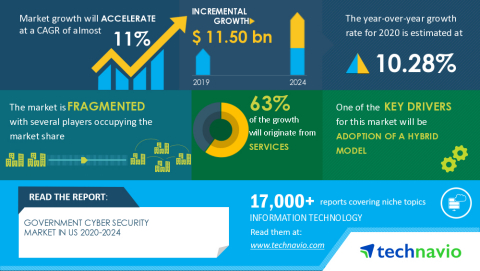 Market growth will ACCELERATE
at a CAGR of almost
11%
INCREMENTAL
GROWTH
$ 11.50 bn
2019
2024
The year-over-year growth
rate for 2020 is estimated at
10.28%
The market is FRAGMENTED
with several players occupying the
market share
63%
of the growth
will originate from
SERVICES
One of the KEY DRIVERS
for this market will be
ADOPTION OF A HYBRID
MODEL
READ THE REPORT:
GOVERNMENT CYBER SECURITY
MARKET IN US 2020-2024
17,000+ reports covering niche topics
INFORMATION TECHNOLOGY
Read them at:
www.technavio.com
technavio